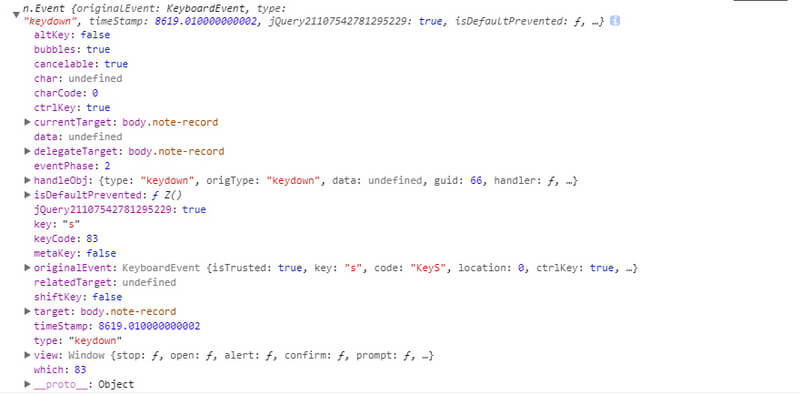 n.Event {originalEvent: KeyboardEvent, type:
"keydown", timeStamp: 8619.010000000002, jQuery21107542781295229: true, isDefaultPrevented: ƒ, …}
altKey: false
bubbles: true
cancelable: true
char: undefined
charCode: 0
ctrlKey: true
currentTarget: body.note-record
data: undefined
delegateTarget: body.note-record
eventPhase: 2
handleObj: {type: "keydown", origType: "keydown", data: undefined, guid: 66, handler: ƒ, …}
isDefaultPrevented: ƒ Z()
jQuery21107542781295229: true
key: "s"
keyCode: 83
metaKey: false
originalEvent: KeyboardEvent {isTrusted: true, key: "s", code: "KeyS", location: 0, ctrlKey: true, …}
relatedTarget: undefined
shiftKey: false
target: body.note-record
timeStamp: 8619.010000000002
type: "keydown"
view: Window {stop: ƒ, open: ƒ, alert: ƒ, confirm: ƒ, prompt: ƒ, …}
which: 83
__proto__: Object